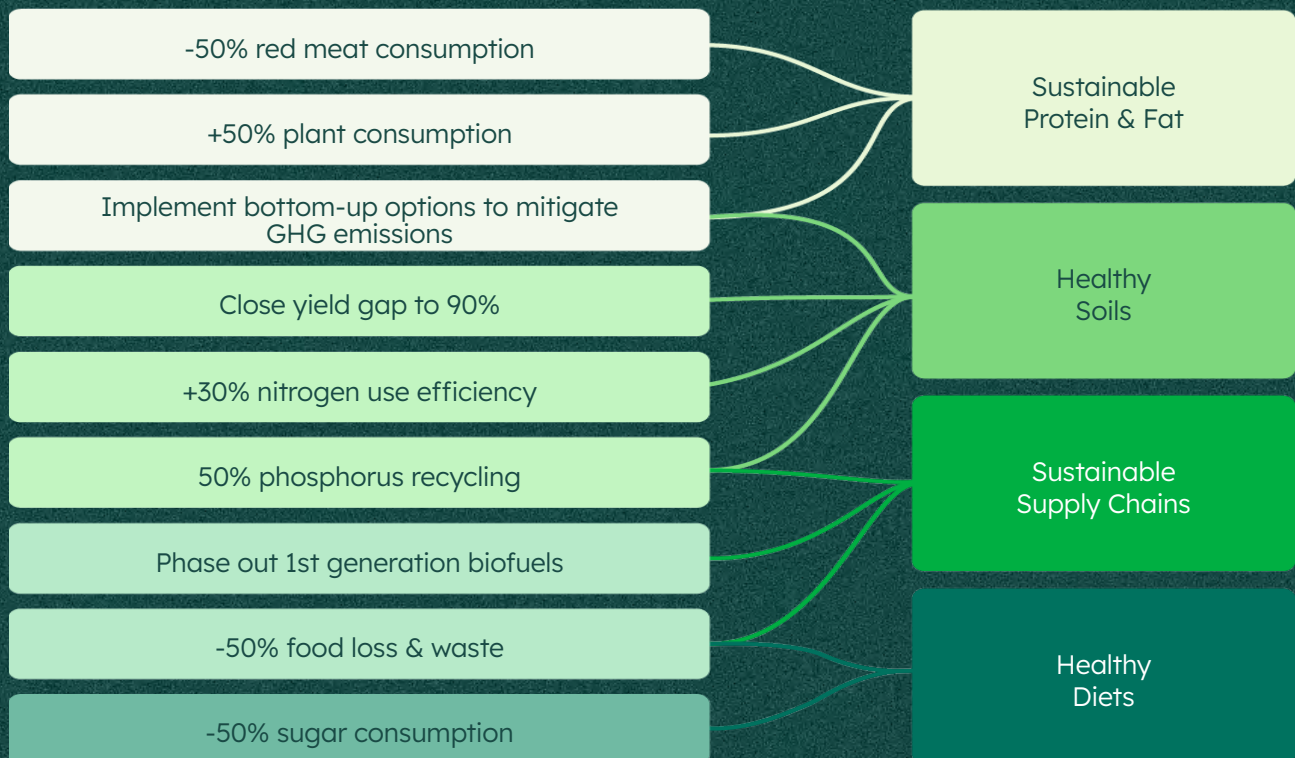 -50% red meat consumption
+50% plant consumption
Implement bottom-up options to mitigate
GHG emissions
Close yield gap to 90%
+30% nitrogen use efficiency
50% phosphorus recycling
Phase out 1st generation biofuels
-50% food loss & waste
-50% sugar consumption
Sustainable
Protein & Fat
Healthy
Soils
Sustainable
Supply Chains
Healthy
Diets